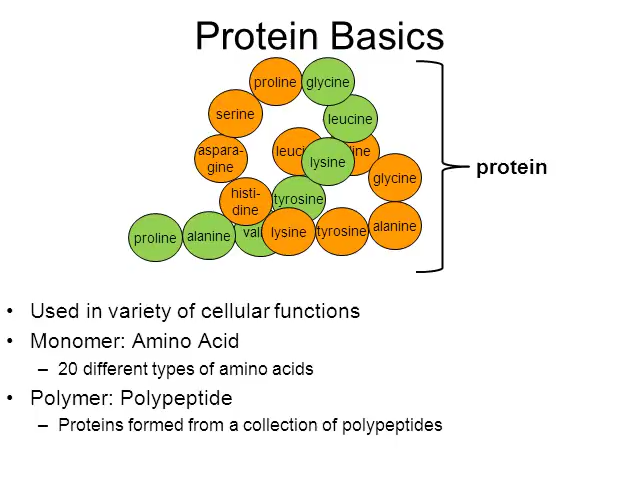 Protein Basics
proline glycine
serine
leucine
aspara-
gine
leuci
ine
lysine
glycine
histi-
dine
tyrosine
proline alanine val lysine tyrosine alanine
protein
• Used in variety of cellular functions
• Monomer: Amino Acid
– 20 different types of amino acids
• Polymer: Polypeptide
– Proteins formed from a collection of polypeptides